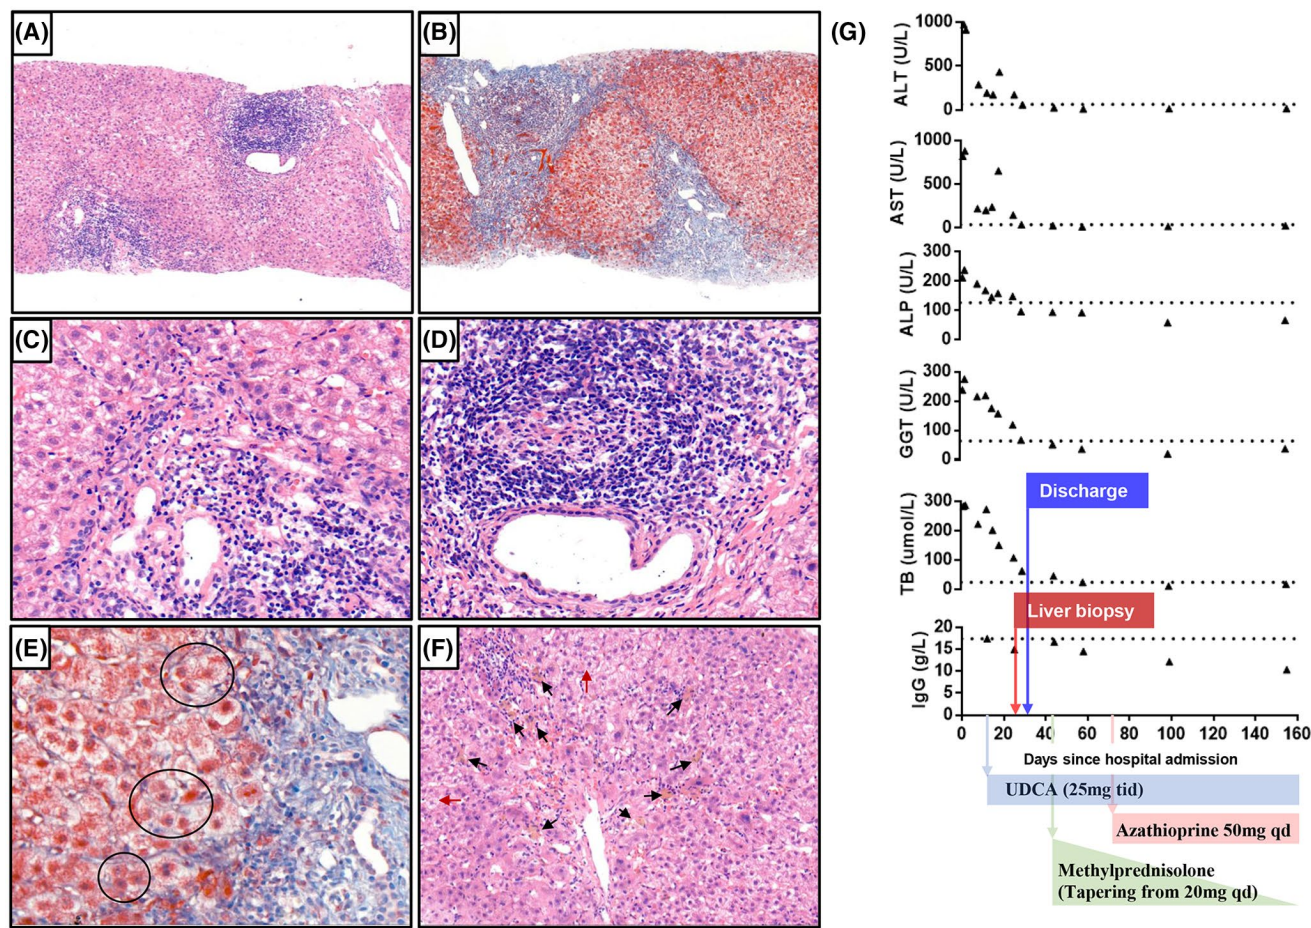 (A)
(B)
(C)
(D)
(E)
(F)
(G)
ALT (U/L)
1000
500
0
AST (U/L)
1000
500
0
ALP (U/L)
300
200
100
0
GGT (U/L)
300
200
100
0
TB (umol/L)
300
200
100
0
Discharge
Liver biopsy
IgG (g/L)
20
15
10
5
0
0 20 40 60 80 100 120 140 160
Days since hospital admission
UDCA (25mg tid)
Azathioprine 50mg qd
Methylprednisolone
(Tapering from 20mg qd)